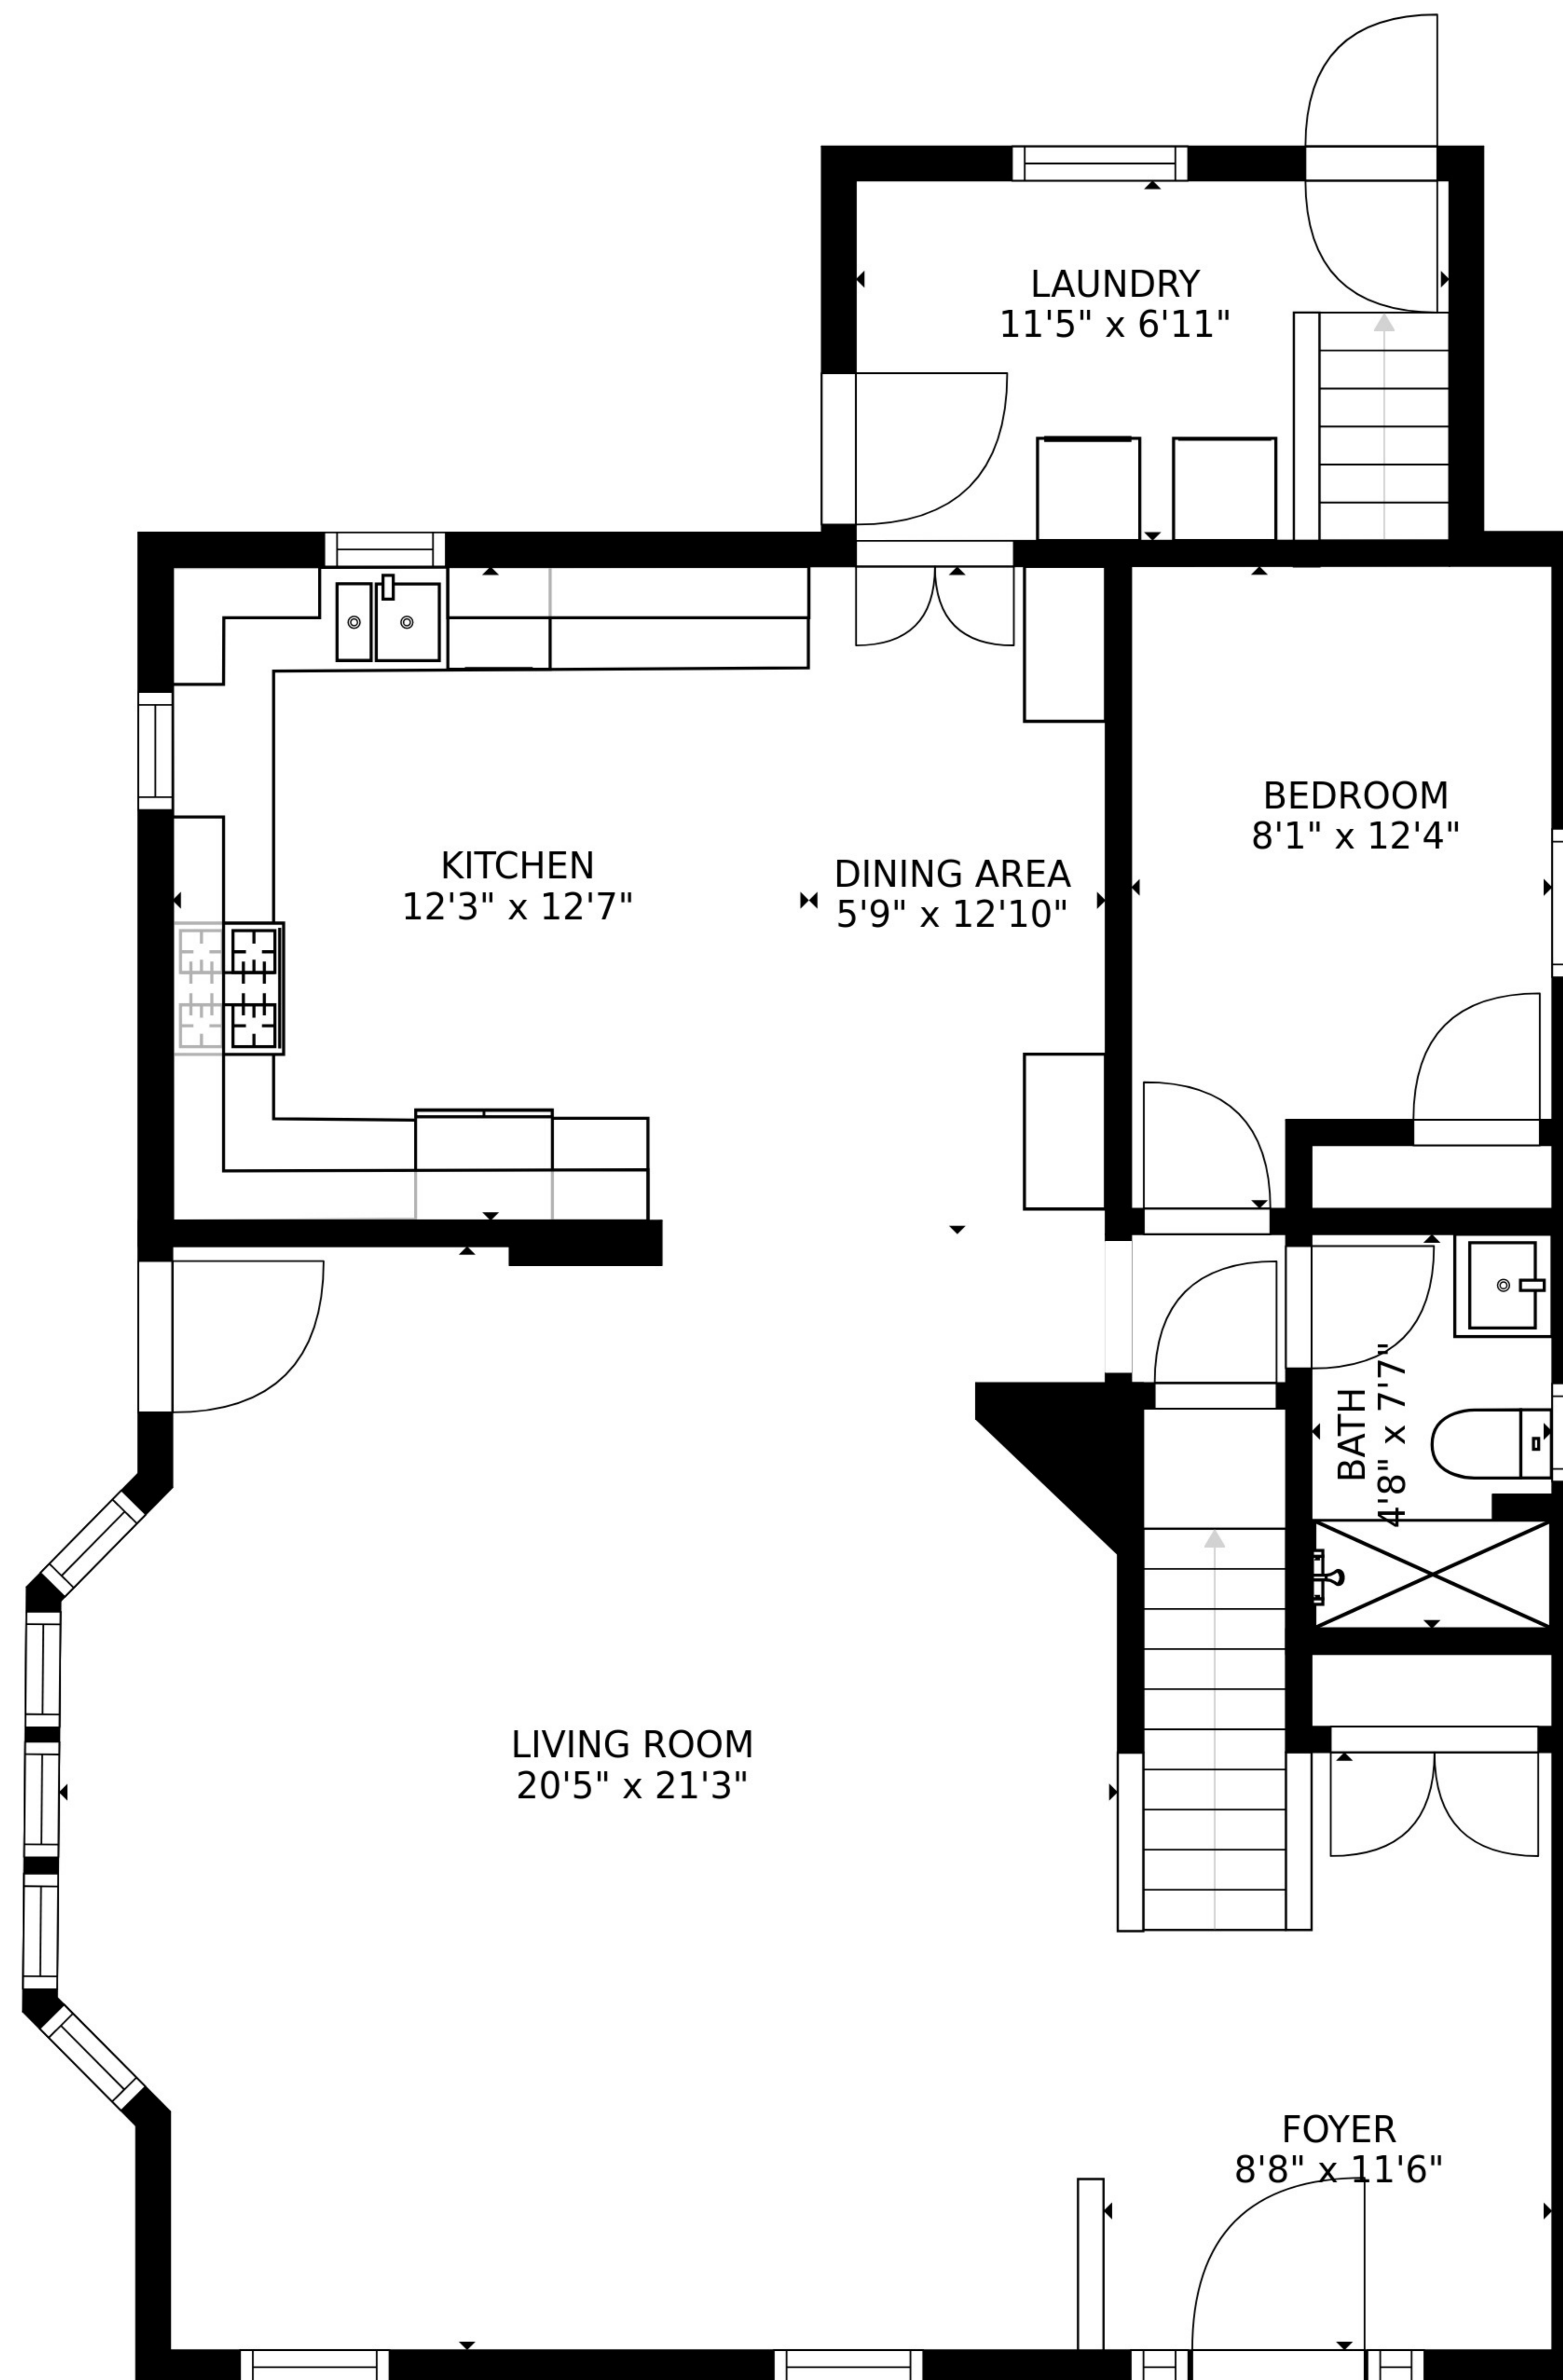 LAUNDRY
11'5" x 6'11"
BEDROOM
8'1" x 12'4"
KITCHEN
12'3" x 12'7"
DINING AREA
5'9" x 12'10"
BATH
4'8" x 7'7"
LIVING ROOM
20'5" x 21'3"
FOYER
8'8" x 11'6"